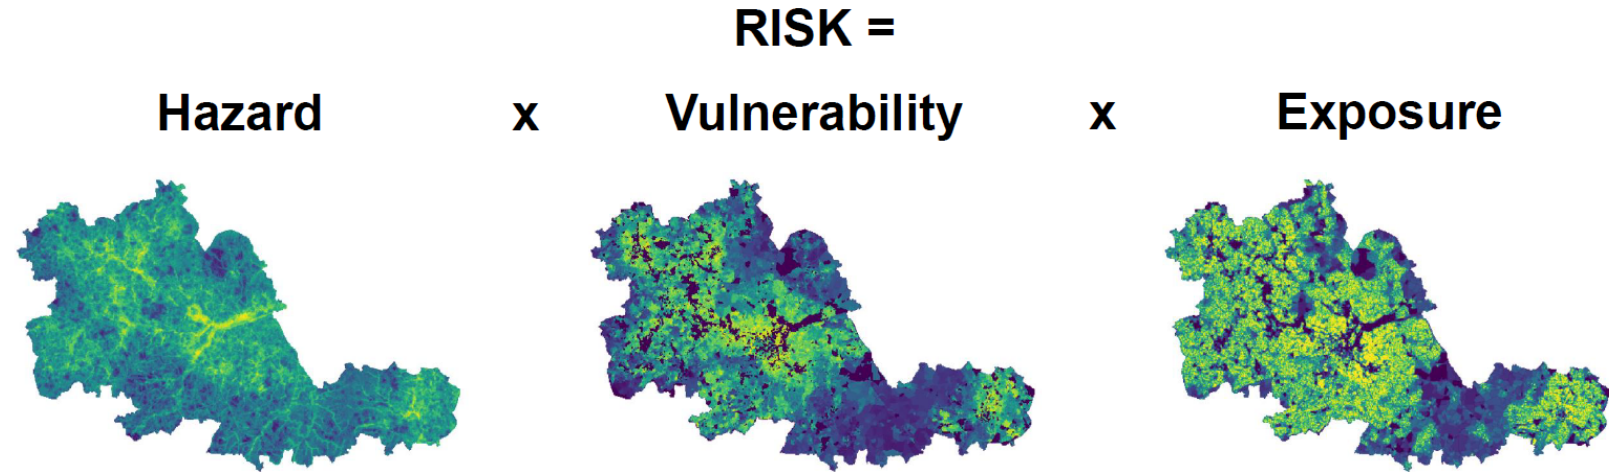 RISK =
Hazard x Vulnerability x Exposure